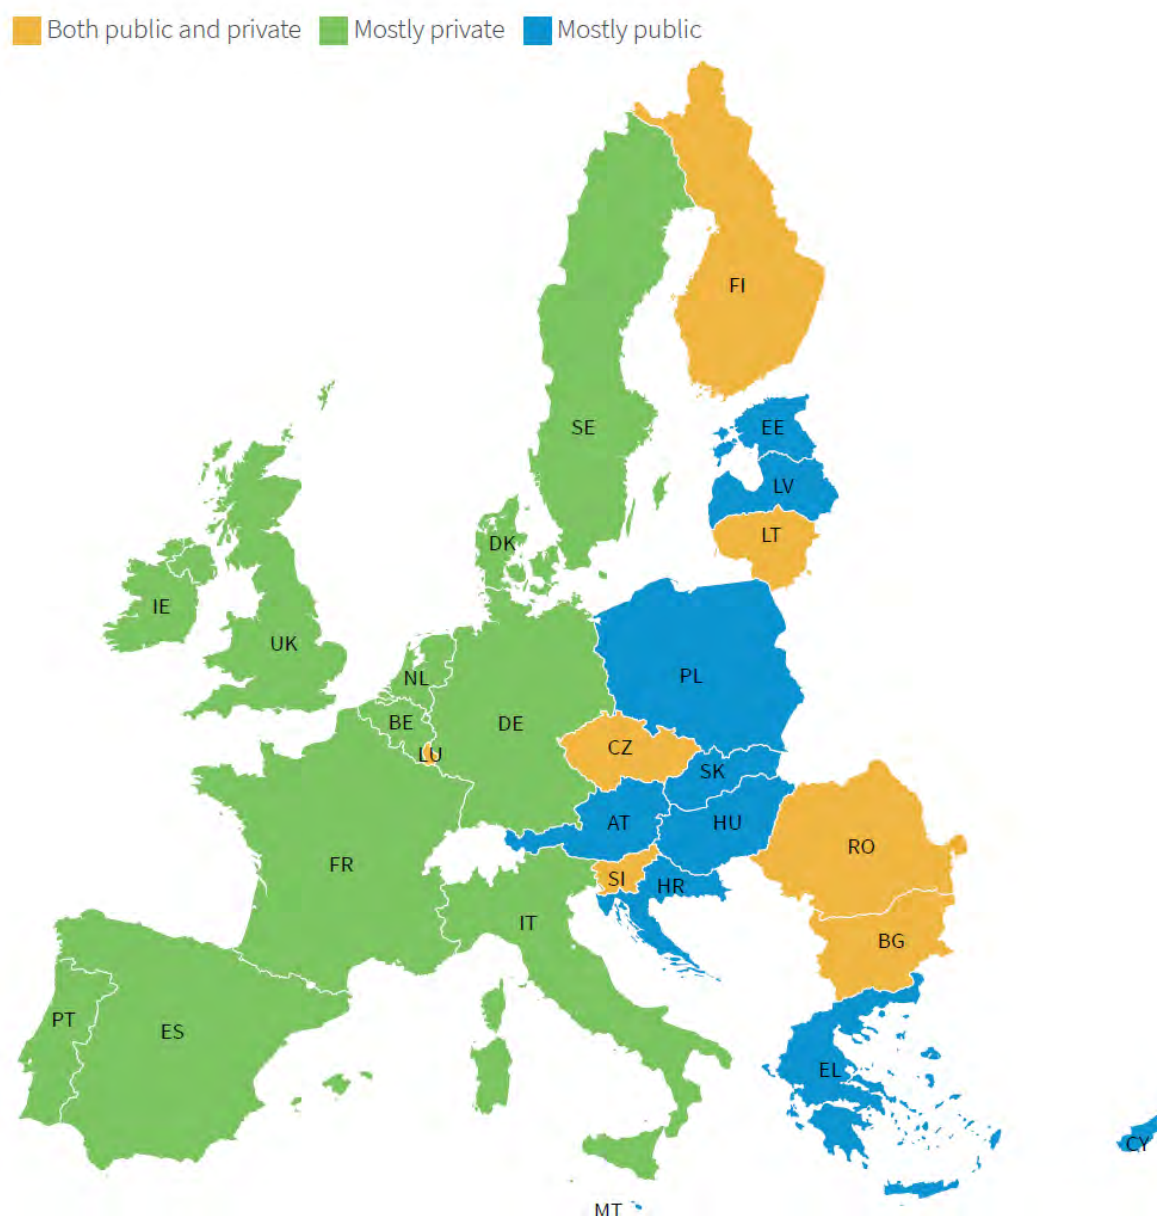 Both public and private Mostly private Mostly public
FI
SE
EE
LV
DK
LT
IE
UK
NL
PL
BE
DE
LU
CZ
SK
AT
HU
FR
RO
SI
HR
IT
BG
PT
ES
EL
CY
MT